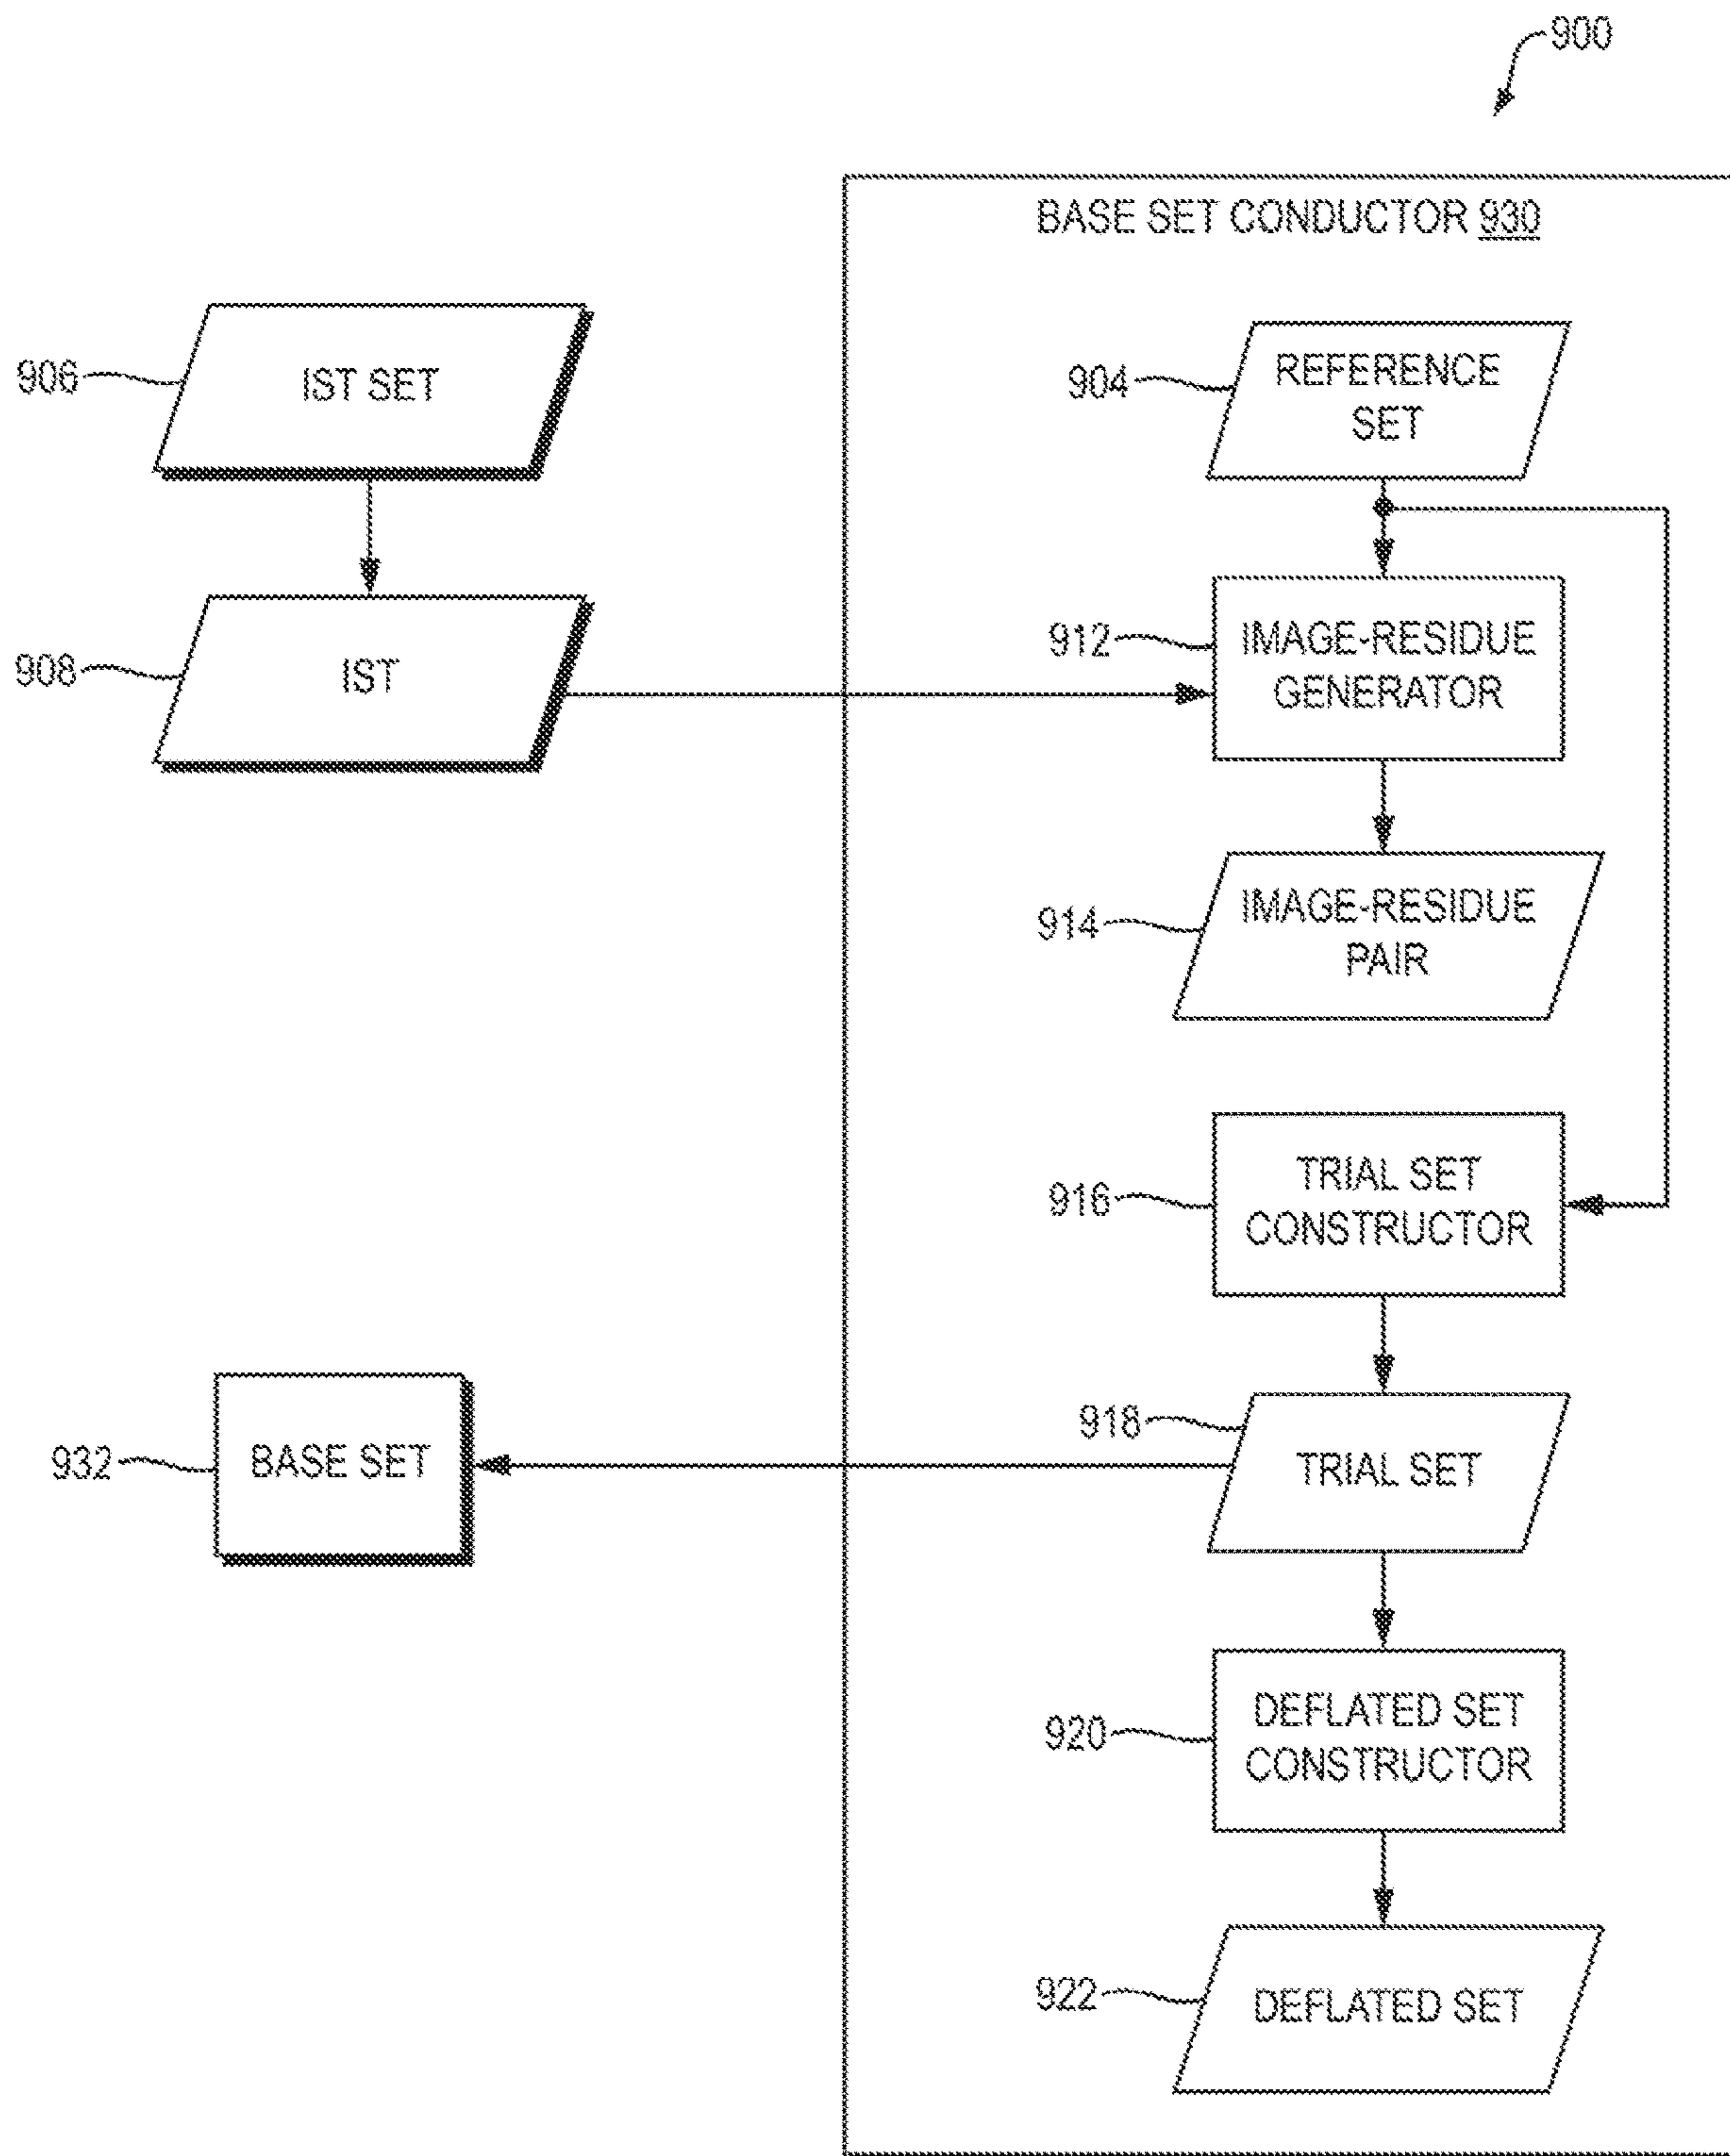 900
BASE SET CONDUCTOR 930
906
IST SET
904
REFERENCE
SET
908
IST
912
IMAGE-RESIDUE
GENERATOR
914
IMAGE-RESIDUE
PAIR
916
TRIAL SET
CONSTRUCTOR
932
BASE SET
918
TRIAL SET
920
DEFLATED SET
CONSTRUCTOR
922
DEFLATED SET